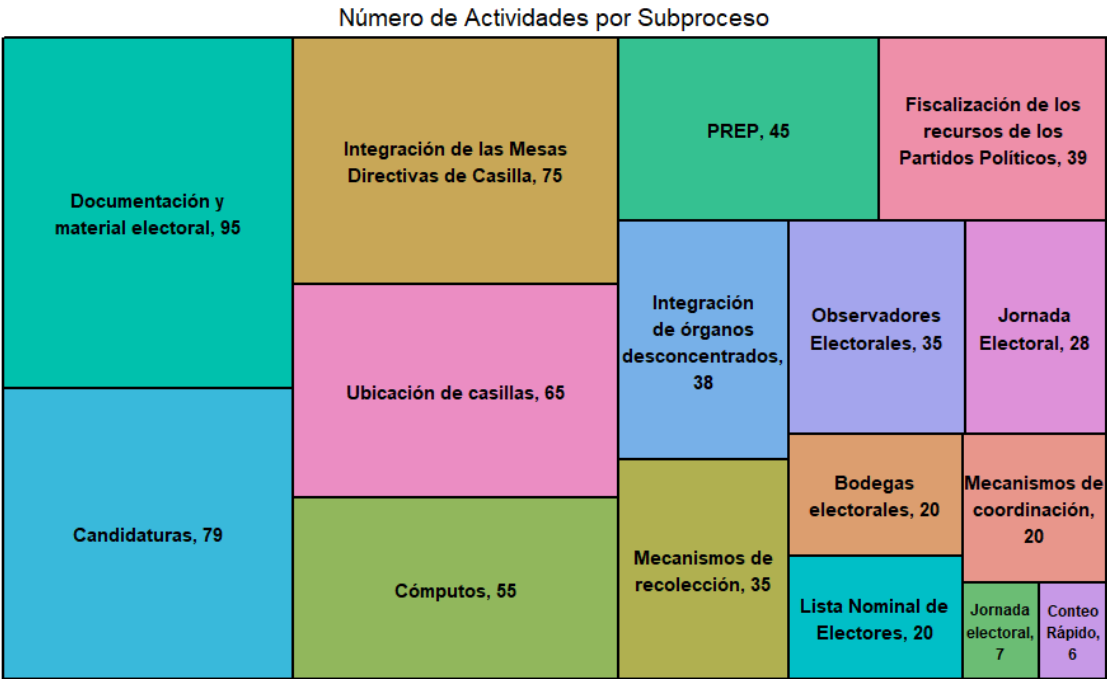 Número de Actividades por Subproceso
Documentación y
material electoral, 95
Candidaturas, 79
Integración de las Mesas
Directivas de Casilla, 75
Ubicación de casillas, 65
Cómputos, 55
PREP, 45
Fiscalización de los
recursos de los
Partidos Políticos, 39
Integración
de órganos
desconcentrados,
38
Mecanismos de
recolección, 35
Observadores
Electorales, 35
Jornada
Electoral, 28
Bodegas
electorales, 20
Lista Nominal de
Electores, 20
Mecanismos de
coordinación,
20
Jornada
electoral,
7
Conteo
Rápido,
6